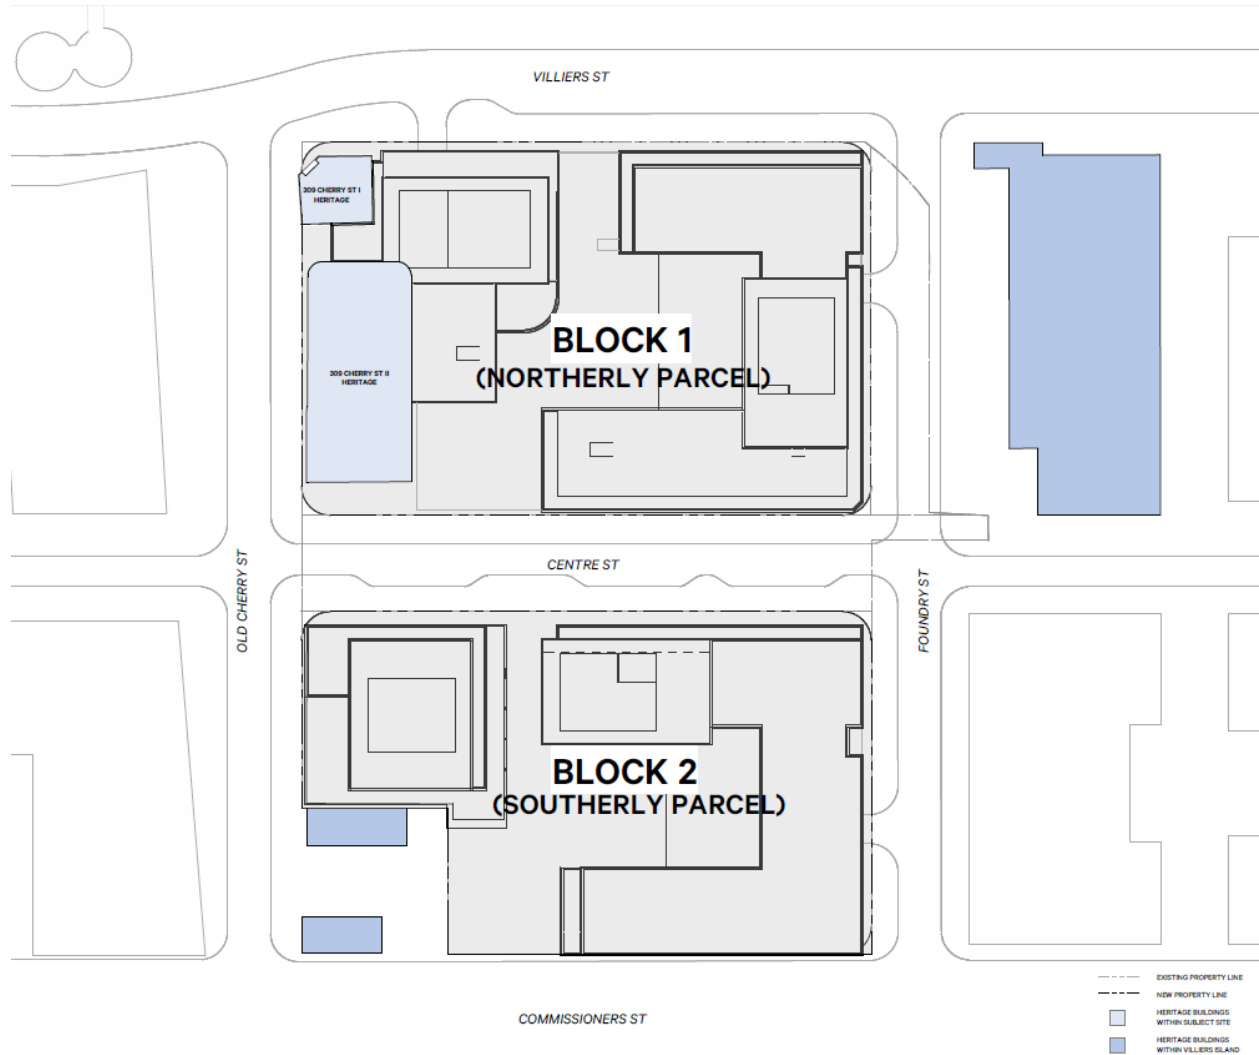 VILLIERS ST
309 CHERRY ST I
HERITAGE
BLOCK 1
(NORTHERLY PARCEL)
309 CHERRY ST II
HERITAGE
OLD CHERRY ST
CENTRE ST
FOUNDRY ST
BLOCK 2
(SOUTHERLY PARCEL)
COMMISSIONERS ST
EXISTING PROPERTY LINE
NEW PROPERTY LINE
HERITAGE BUILDINGS
WITHIN SUBJECT SITE
HERITAGE BUILDINGS
WITHIN VILLIERS ISLAND